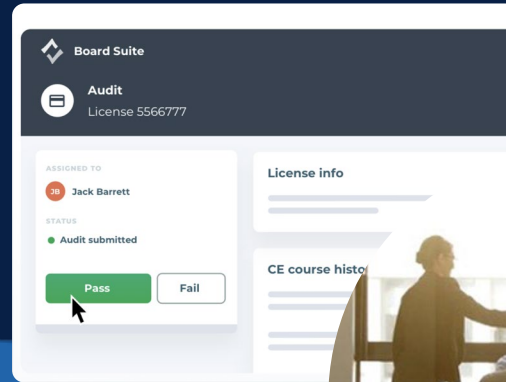 Board Suite
Audit
License 5566777
ASSIGNED TO
JB Jack Barrett
STATUS
Audit submitted
Pass Fail
License info
CE course histo